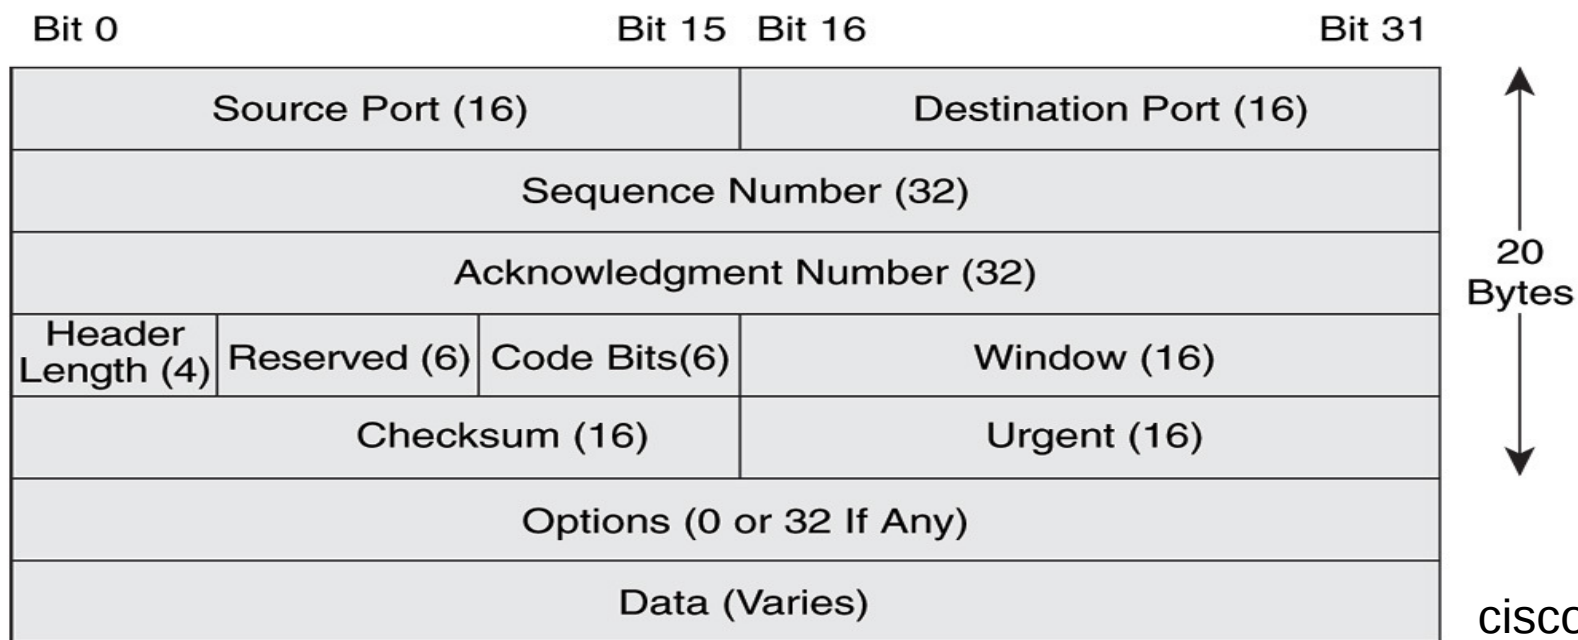 Bit 0 Bit 15 Bit 16 Bit 31
Source Port (16) Destination Port (16)
Sequence Number (32)
Acknowledgment Number (32)
20
Bytes
Header
Length (4) Reserved (6) Code Bits(6) Window (16)
Checksum (16) Urgent (16)
Options (0 or 32 If Any)
Data (Varies)
cisco